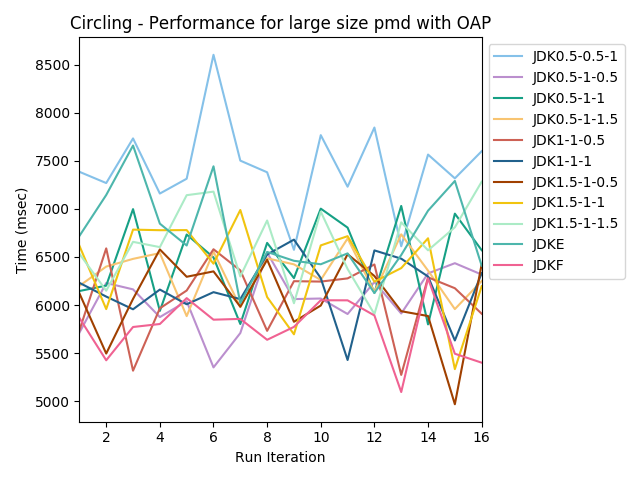 Circling - Performance for large size pmd with OAP
8500
8000
7500
7000
6500
6000
5500
5000
Time (msec)
2 4 6 8 10 12 14 16
Run Iteration
JDK0.5-0.5-1
JDK0.5-1-0.5
JDK0.5-1-1
JDK0.5-1-1.5
JDK1-1-0.5
JDK1-1-1
JDK1.5-1-0.5
JDK1.5-1-1
JDK1.5-1-1.5
JDKE
JDKF